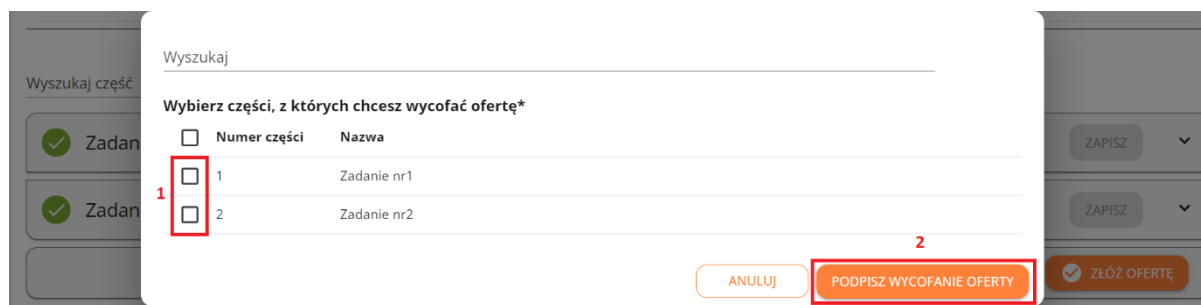 Wyszukaj
Wyszukaj część
Wybierz części, z których chcesz wycofać ofertę*
Numer części Nazwa
Zadan ZAPISZ
1 Zadanie nr1
1
Zadan ZAPISZ
2 Zadanie nr2
2
ANULUJ PODPISZ WYCOFANIE OFERTY
ZŁÓŻ OFERTĘ